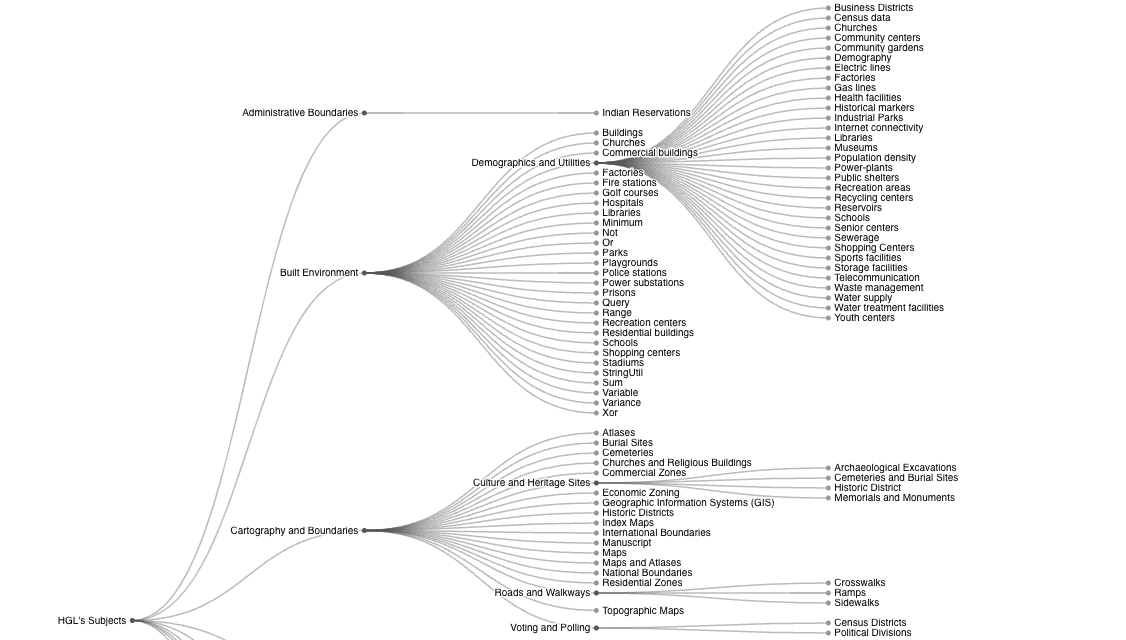 HGL's Subjects
Administrative Boundaries
Indian Reservations
Built Environment
Buildings
Churches
Commercial buildings
Demographics and Utilities
Business Districts
Census data
Churches
Community centers
Community gardens
Demography
Electric lines
Factories
Gas lines
Health facilities
Historical markers
Industrial Parks
Internet connectivity
Libraries
Museums
Population density
Power-plants
Public shelters
Recreation areas
Recycling centers
Reservoirs
Schools
Senior centers
Sewerage
Shopping Centers
Sports facilities
Storage facilities
Telecommunication
Waste management
Water supply
Water treatment facilities
Youth centers
Factories
Fire stations
Golf courses
Hospitals
Libraries
Minimum
Not
Or
Parks
Playgrounds
Police stations
Power substations
Prisons
Query
Range
Recreation centers
Residential buildings
Schools
Shopping centers
Stadiums
StringUtil
Sum
Variable
Variance
Xor
Cartography and Boundaries
Atlases
Burial Sites
Cemeteries
Churches and Religious Buildings
Commercial Zones
Culture and Heritage Sites
Archaeological Excavations
Cemeteries and Burial Sites
Historic District
Memorials and Monuments
Economic Zoning
Geographic Information Systems (GIS)
Historic Districts
Index Maps
International Boundaries
Manuscript
Maps
Maps and Atlases
National Boundaries
Residential Zones
Roads and Walkways
Crosswalks
Ramps
Sidewalks
Topographic Maps
Voting and Polling
Census Districts
Political Divisions